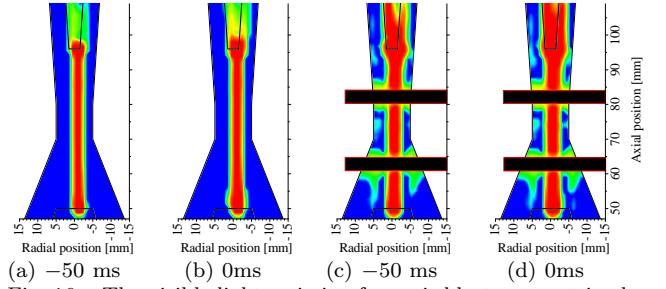 50 60 70 80 90 100
Axial position [mm]
15 10 5 0 -5 -10 -15
15 10 5 0 -5 -10 -15
15 10 5 0 -5 -10 -15
15 10 5 0 -5 -10 -15
Radial position [mm] Radial position [mm] Radial position [mm] Radial position [mm]
(a) −50 ms (b) 0ms (c) −50 ms (d) 0ms